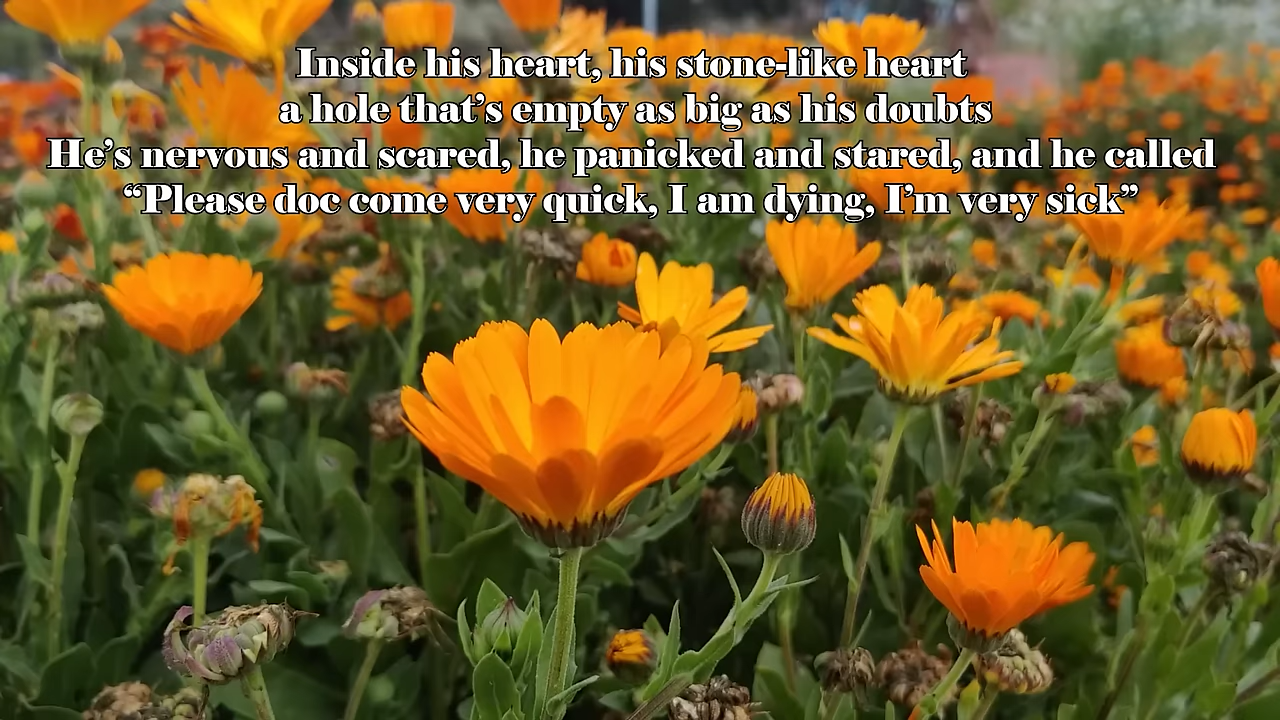 Inside his heart, his stone-like heart
a hole that’s empty as big as his doubts
He’s nervous and scared, he panicked and stared, and he called
“Please doc come very quick, I am dying, I’m very sick”